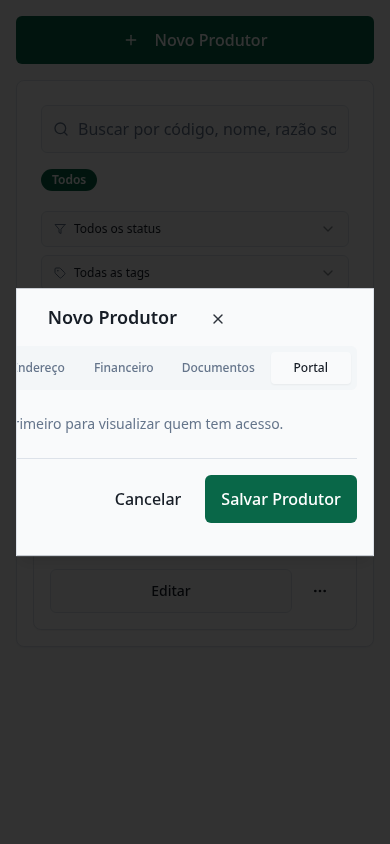 Novo Produtor
Buscar por código, nome, razão so
Todos
Todos os status
Todas as tags
Novo Produtor
ndereço Financeiro Documentos Portal
rimeiro para visualizar quem tem acesso.
Cancelar Salvar Produtor
Editar